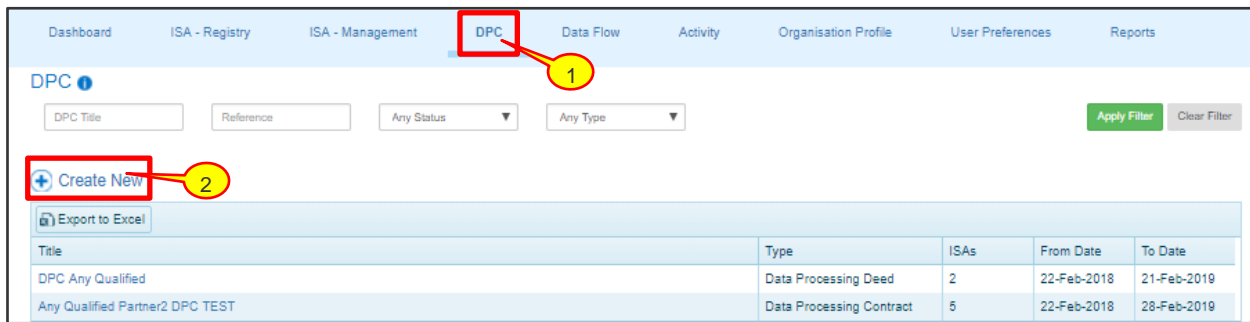 Dashboard ISA - Registry ISA - Management DPC Data Flow Activity Organisation Profile User Preferences Reports
1
DPC
DPC Title Reference Any Status Any Type Apply Filter Clear Filter
Create New
2
Export to Excel
Title Type ISAs From Date To Date
DPC Any Qualified Data Processing Deed 2 22-Feb-2018 21-Feb-2019
Any Qualified Partner2 DPC TEST Data Processing Contract 5 22-Feb-2018 28-Feb-2019